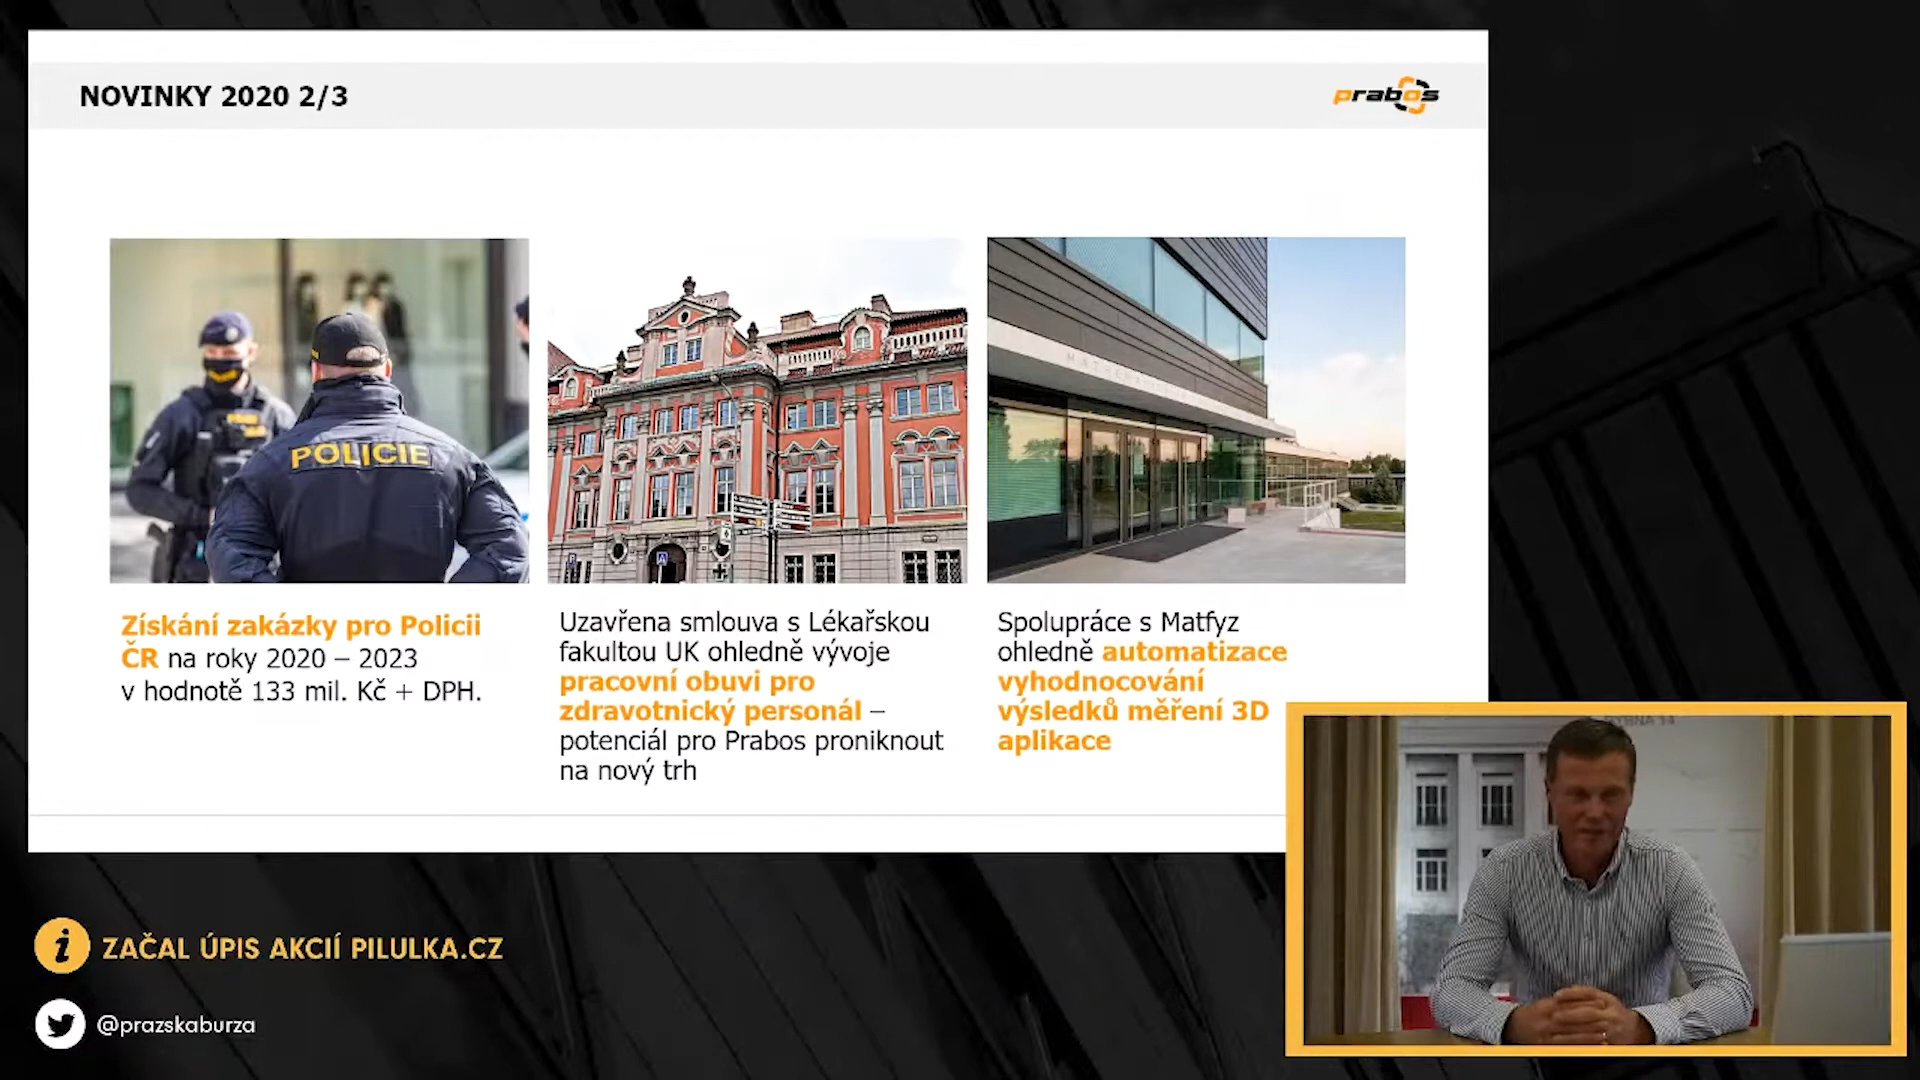 NOVINKY 2020 2/3
prabos
POLICIE
Získání zakázky pro Policii
ČR na roky 2020 – 2023
v hodnotě 133 mil. Kč + DPH.
Uzavřena smlouva s Lékařskou
fakultou UK ohledně vývoje
pracovní obuvi pro
zdravotnický personál –
potenciál pro Prabos proniknout
na nový trh
Spolupráce s Matfyz
ohledně automatizace
vyhodnocování
výsledků měření 3D
aplikace
i ZAČAL ÚPIS AKCIÍ PILULKA.CZ
@prazskaburza